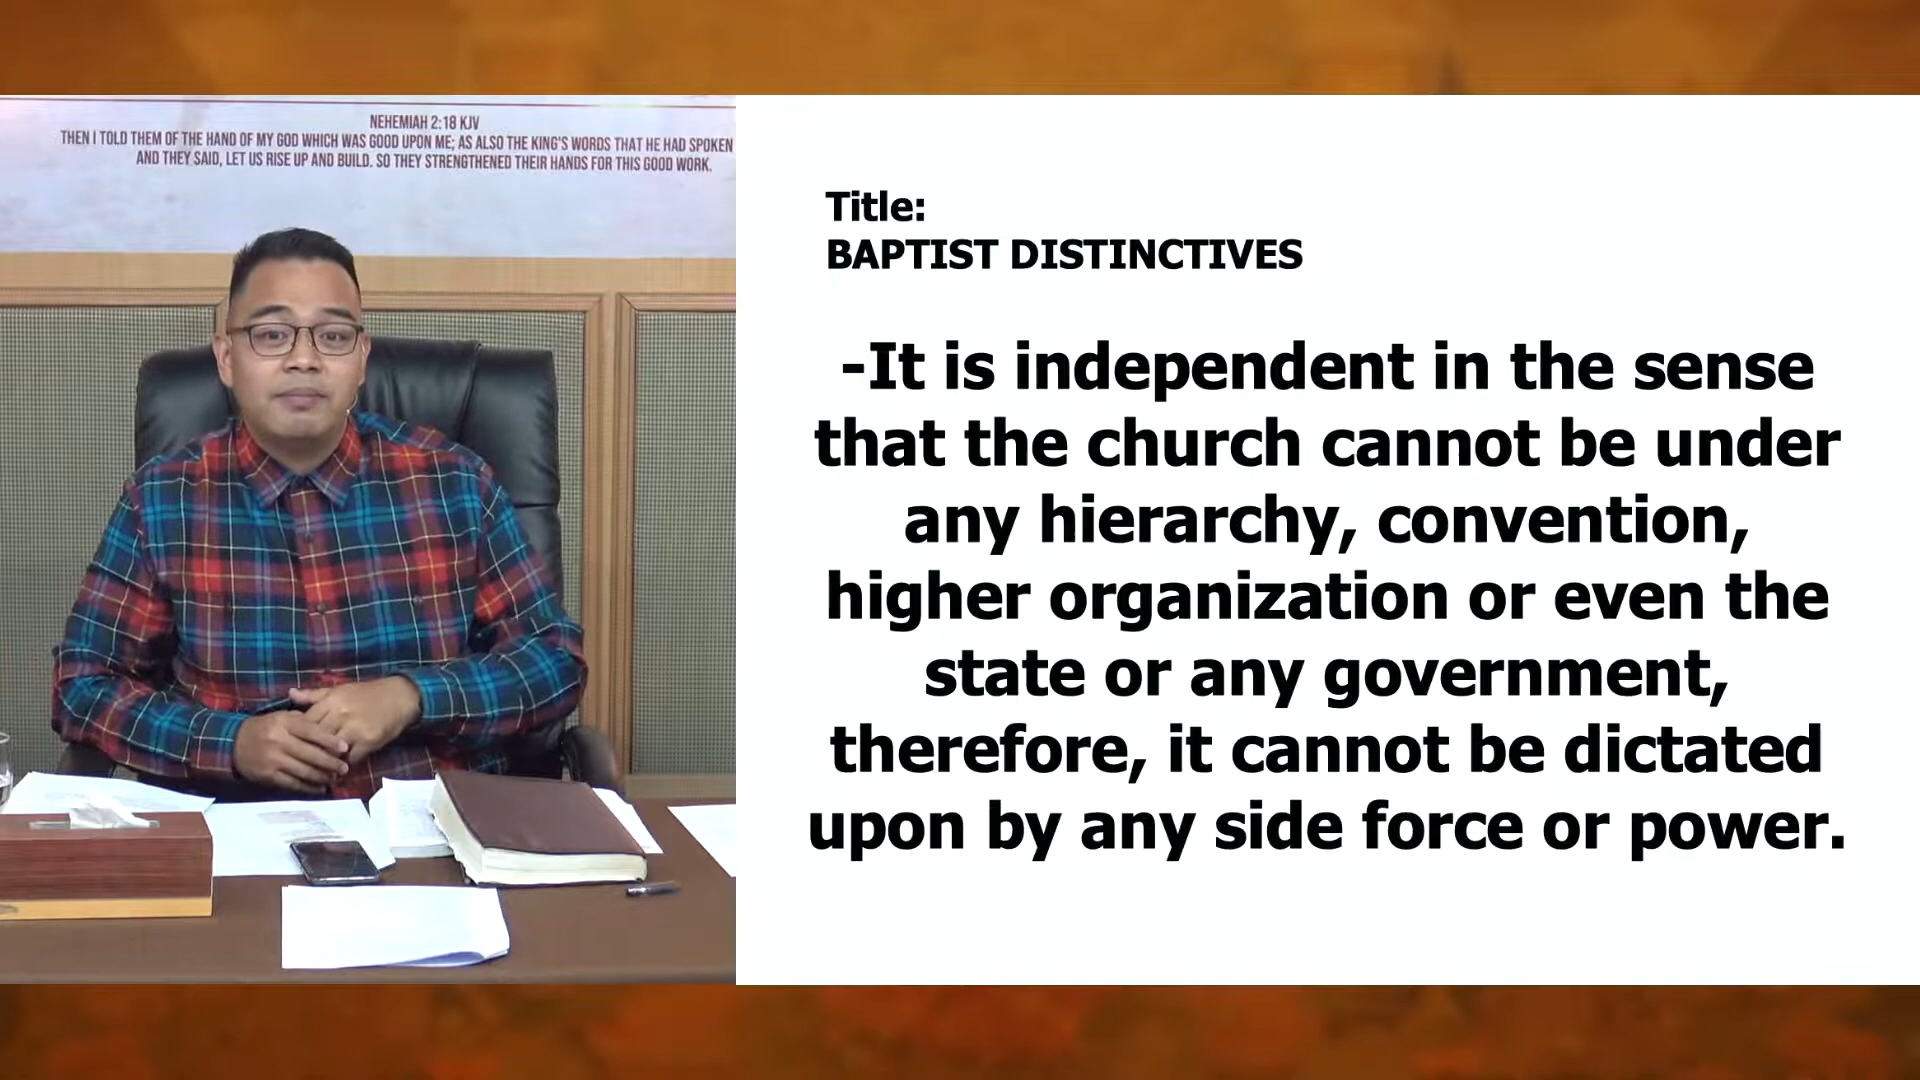 NEHEMIAH 2:18 KJV
THEN I TOLD THEM OF THE HAND OF MY GOD WHICH WAS GOOD UPON ME; AS ALSO THE KING'S WORDS THAT HE HAD SPOKEN
AND THEY SAID, LET US RISE UP AND BUILD. SO THEY STRENGTHENED THEIR HANDS FOR THIS GOOD WORK.
Title:
BAPTIST DISTINCTIVES
-It is independent in the sense
that the church cannot be under
any hierarchy, convention,
higher organization or even the
state or any government,
therefore, it cannot be dictated
upon by any side force or power.